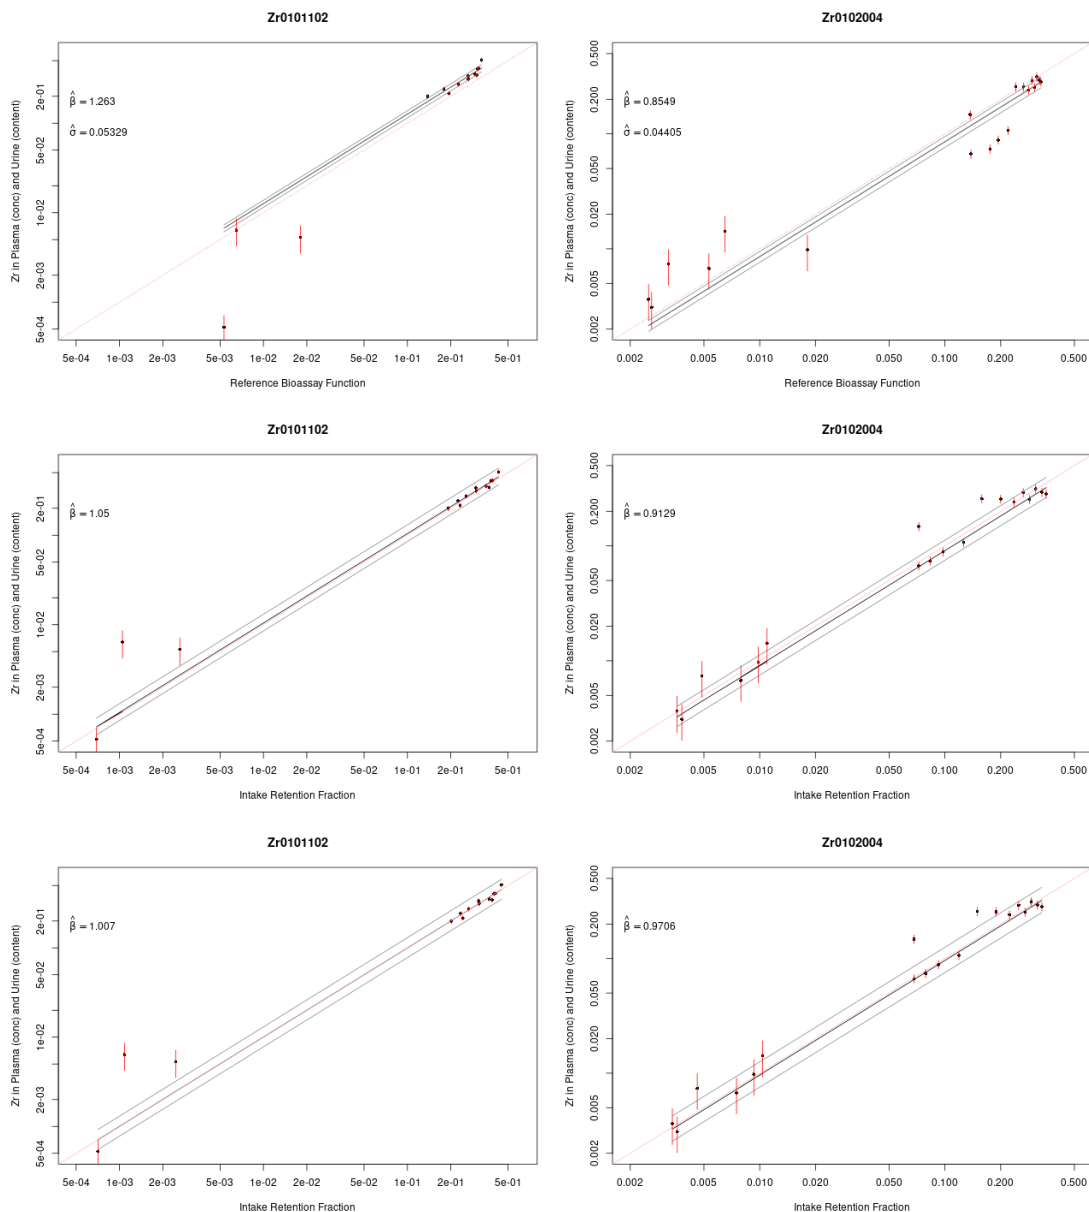 Zr0101102
Zr in Plasma (conc) and Urine (content)
2e-01
5e-02
1e-02
2e-03
5e-04
β̂ = 1.263
σ̂ = 0.05329
5e-04 1e-03 2e-03 5e-03 1e-02 2e-02 5e-02 1e-01 2e-01 5e-01
Reference Bioassay Function
Zr0102004
Zr in Plasma (conc) and Urine (content)
0.500
0.200
0.050
0.020
0.005
0.002
β̂ = 0.8549
σ̂ = 0.04405
0.002 0.005 0.010 0.020 0.050 0.100 0.200 0.500
Reference Bioassay Function
Zr0101102
Zr in Plasma (conc) and Urine (content)
2e-01
5e-02
1e-02
2e-03
5e-04
β̂ = 1.05
5e-04 1e-03 2e-03 5e-03 1e-02 2e-02 5e-02 1e-01 2e-01 5e-01
Intake Retention Fraction
Zr0102004
Zr in Plasma (conc) and Urine (content)
0.500
0.200
0.050
0.020
0.005
0.002
β̂ = 0.9129
0.002 0.005 0.010 0.020 0.050 0.100 0.200 0.500
Intake Retention Fraction
Zr0101102
Zr in Plasma (conc) and Urine (content)
2e-01
5e-02
1e-02
2e-03
5e-04
β̂ = 1.007
5e-04 1e-03 2e-03 5e-03 1e-02 2e-02 5e-02 1e-01 2e-01 5e-01
Intake Retention Fraction
Zr0102004
Zr in Plasma (conc) and Urine (content)
0.500
0.200
0.050
0.020
0.005
0.002
β̂ = 0.9706
0.002 0.005 0.010 0.020 0.050 0.100 0.200 0.500
Intake Retention Fraction